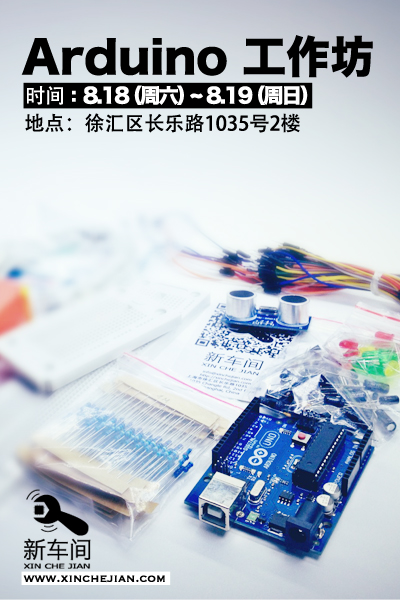 Arduino 工作坊
时间：8.18 (周六) ~ 8.19 (周日)
地点：徐汇区长乐路1035号2楼
新车间
XIN CHE JIAN
UNO
ARDUINO
新车间
XIN CHE JIAN
WWW.XINCHEJIAN.COM